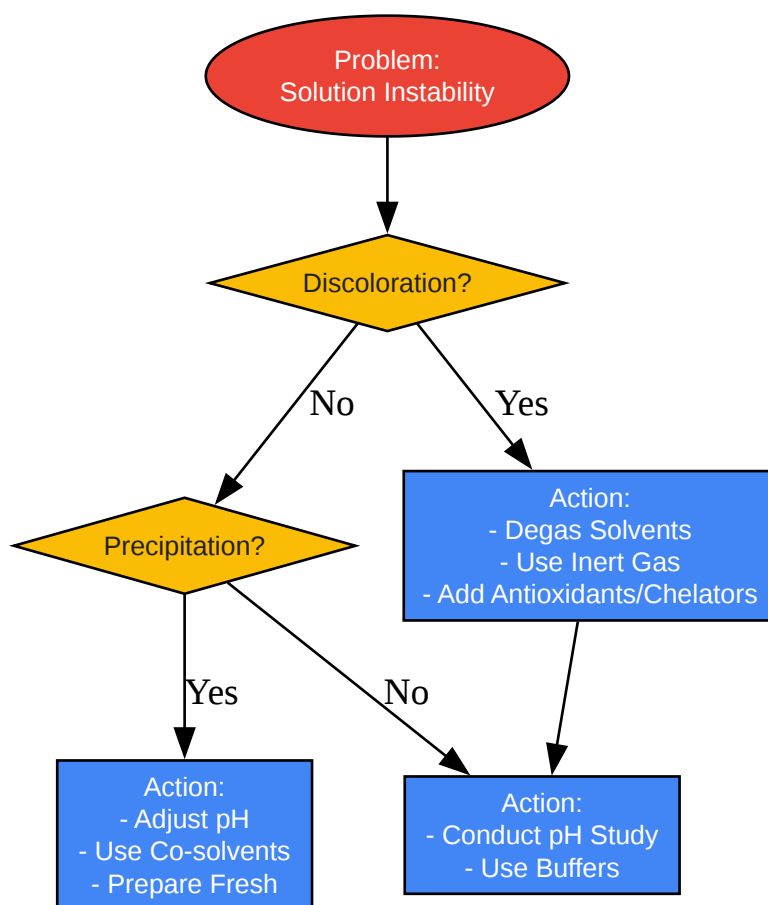 Problem:
Solution Instability
Discoloration?
No
Yes
Precipitation?
Action:
- Degas Solvents
- Use Inert Gas
- Add Antioxidants/Chelators
Yes
No
Action:
- Adjust pH
- Use Co-solvents
- Prepare Fresh
Action:
- Conduct pH Study
- Use Buffers